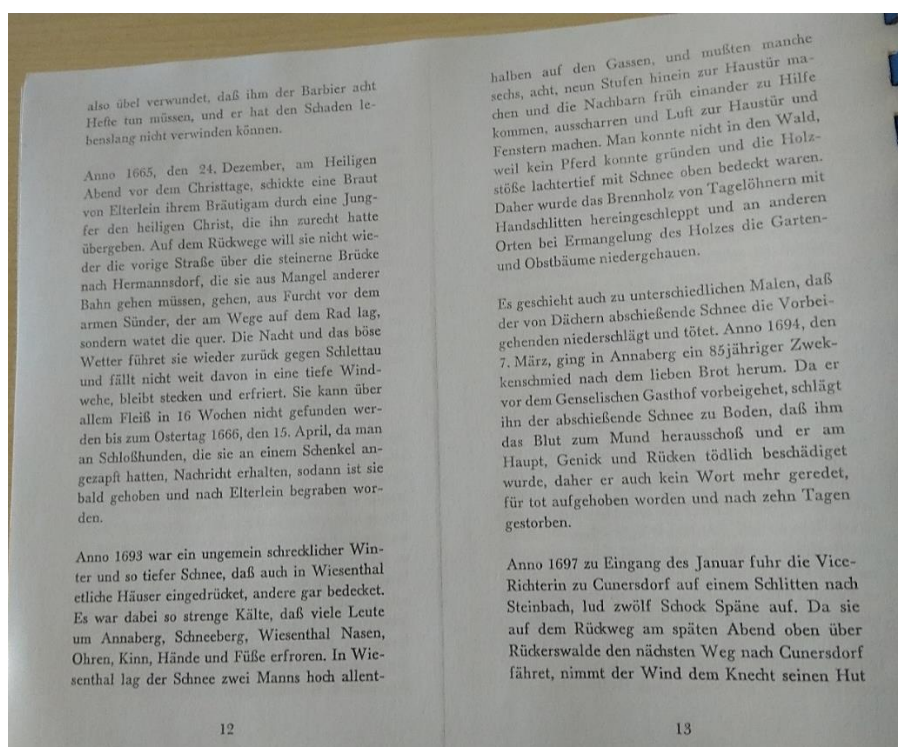 also übel verwundet, daß ihm der Barbier acht
Hefte tun müssen, und er hat den Schaden le-
benslang nicht verwinden können.
Anno 1665, den 24. Dezember, am Heiligen
Abend vor dem Christtage, schickte eine Braut
von Elterlein ihrem Bräutigam durch eine Jung-
fer den heiligen Christ, die ihn zurecht hatte
übergeben. Auf dem Rückwege will sie nicht wie-
der die vorige Straße über die steinerne Brücke
nach Hermannsdorf, die sie aus Mangel anderer
Bahn gehen müssen, gehen, aus Furcht vor dem
armen Sünder, der am Wege auf dem Rad lag,
sondern watet die quer. Die Nacht und das böse
Wetter führet sie wieder zurück gegen Schlettau
und fällt nicht weit davon in eine tiefe Wind-
wehe, bleibt stecken und erfriert. Sie kann über
allem Fleiß in 16 Wochen nicht gefunden wer-
den bis zum Ostertag 1666, den 15. April, da man
an Schloßhunden, die sie an einem Schenkel an-
gezapft hatten, Nachricht erhalten, sodann ist sie
bald gehoben und nach Elterlein begraben wor-
den.
Anno 1693 war ein ungemein schrecklicher Win-
ter und so tiefer Schnee, daß auch in Wiesenthal
etliche Häuser eingedrücket, andere gar bedecket.
Es war dabei so strenge Kälte, daß viele Leute
um Annaberg, Schneeberg, Wiesenthal Nasen,
Ohren, Kinn, Hände und Füße erfroren. In Wie-
senthal lag der Schnee zwei Manns hoch allent-
12
halben auf den Gassen, und mußten manche
sechs, acht, neun Stufen hinein zur Haustür ma-
chen und die Nachbarn früh einander zu Hilfe
kommen, ausscharren und Luft zur Haustür und
Fenstern machen. Man konnte nicht in den Wald,
weil kein Pferd konnte gründen und die Holz-
stöße lachtertief mit Schnee oben bedeckt waren.
Daher wurde das Brennholz von Tagelöhnern mit
Handschlitten hereingeschleppt und an anderen
Orten bei Ermangelung des Holzes die Garten-
und Obstbäume niedergehauen.
Es geschieht auch zu unterschiedlichen Malen, daß
der von Dächern abschießende Schnee die Vorbei-
gehenden niederschlägt und tötet. Anno 1694, den
7. März, ging in Annaberg ein 85jähriger Zwek-
kenschmied nach dem lieben Brot herum. Da er
vor dem Genselischen Gasthof vorbeigehet, schlägt
ihn der abschießende Schnee zu Boden, daß ihm
das Blut zum Mund herausschoß und er am
Haupt, Genick und Rücken tödlich beschädiget
wurde, daher er auch kein Wort mehr geredet,
für tot aufgehoben worden und nach zehn Tagen
gestorben.
Anno 1697 zu Eingang des Januar fuhr die Vice-
Richterin zu Cunersdorf auf einem Schlitten nach
Steinbach, lud zwölf Schock Späne auf. Da sie
auf dem Rückweg am späten Abend oben über
Rückerswalde den nächsten Weg nach Cunersdorf
fähret, nimmt der Wind dem Knecht seinen Hut
13